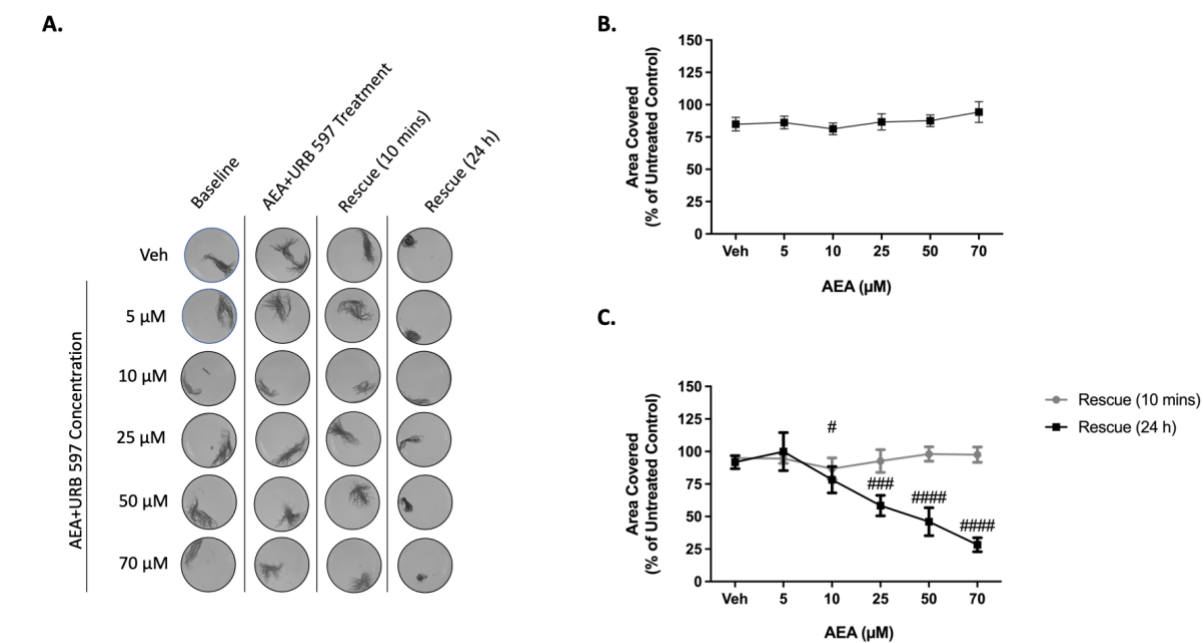 A.
Baseline
AEA+URB 597 Treatment
Rescue (10 mins)
Rescue (24 h)
AEA+URB 597 Concentration
Veh
5 μM
10 μM
25 μM
50 μM
70 μM
B.
Area Covered
(% of Untreated Control)
150
125
100
75
50
25
0
Veh 5 10 25 50 70
AEA (μM)
C.
Area Covered
(% of Untreated Control)
150
125
100
75
50
25
0
#
###
####
####
Veh 5 10 25 50 70
AEA (μM)
Rescue (10 mins)
Rescue (24 h)